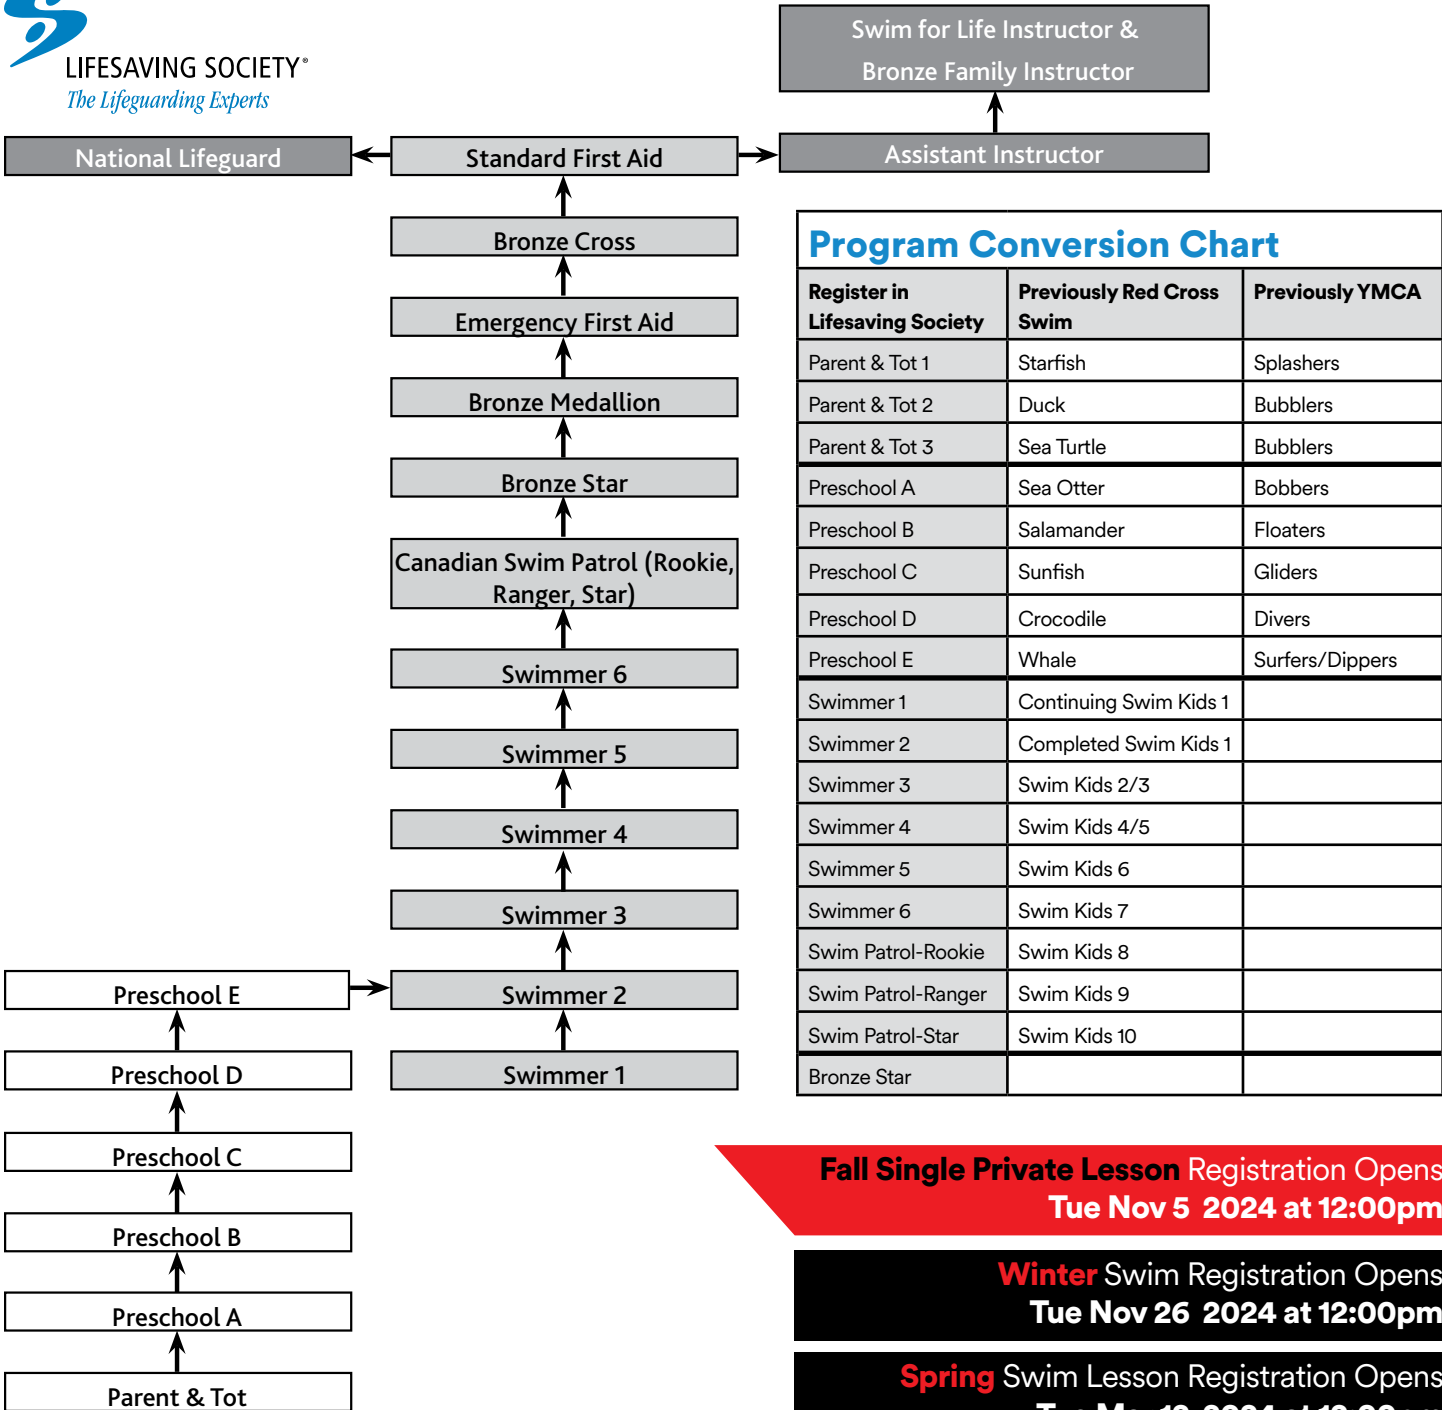 LIFESAVING SOCIETY®
The Lifeguarding Experts
Swim for Life Instructor &
Bronze Family Instructor
National Lifeguard
Standard First Aid
Assistant Instructor
Bronze Cross
Emergency First Aid
Bronze Medallion
Bronze Star
Canadian Swim Patrol (Rookie,
Ranger, Star)
Swimmer 6
Swimmer 5
Swimmer 4
Swimmer 3
Preschool E
Swimmer 2
Preschool D
Swimmer 1
Preschool C
Preschool B
Preschool A
Parent & Tot
Program Conversion Chart
Register in Lifesaving Society Previously Red Cross Swim Previously YMCA
Parent & Tot 1 Starfish Splashers
Parent & Tot 2 Duck Bubblers
Parent & Tot 3 Sea Turtle Bubblers
Preschool A Sea Otter Bobbers
Preschool B Salamander Floaters
Preschool C Sunfish Gliders
Preschool D Crocodile Divers
Preschool E Whale Surfers/Dippers
Swimmer 1 Continuing Swim Kids 1
Swimmer 2 Completed Swim Kids 1
Swimmer 3 Swim Kids 2/3
Swimmer 4 Swim Kids 4/5
Swimmer 5 Swim Kids 6
Swimmer 6 Swim Kids 7
Swim Patrol-Rookie Swim Kids 8
Swim Patrol-Ranger Swim Kids 9
Swim Patrol-Star Swim Kids 10
Bronze Star
Fall Single Private Lesson Registration Opens
Tue Nov 5 2024 at 12:00pm
Winter Swim Registration Opens
Tue Nov 26 2024 at 12:00pm
Spring Swim Lesson Registration Opens